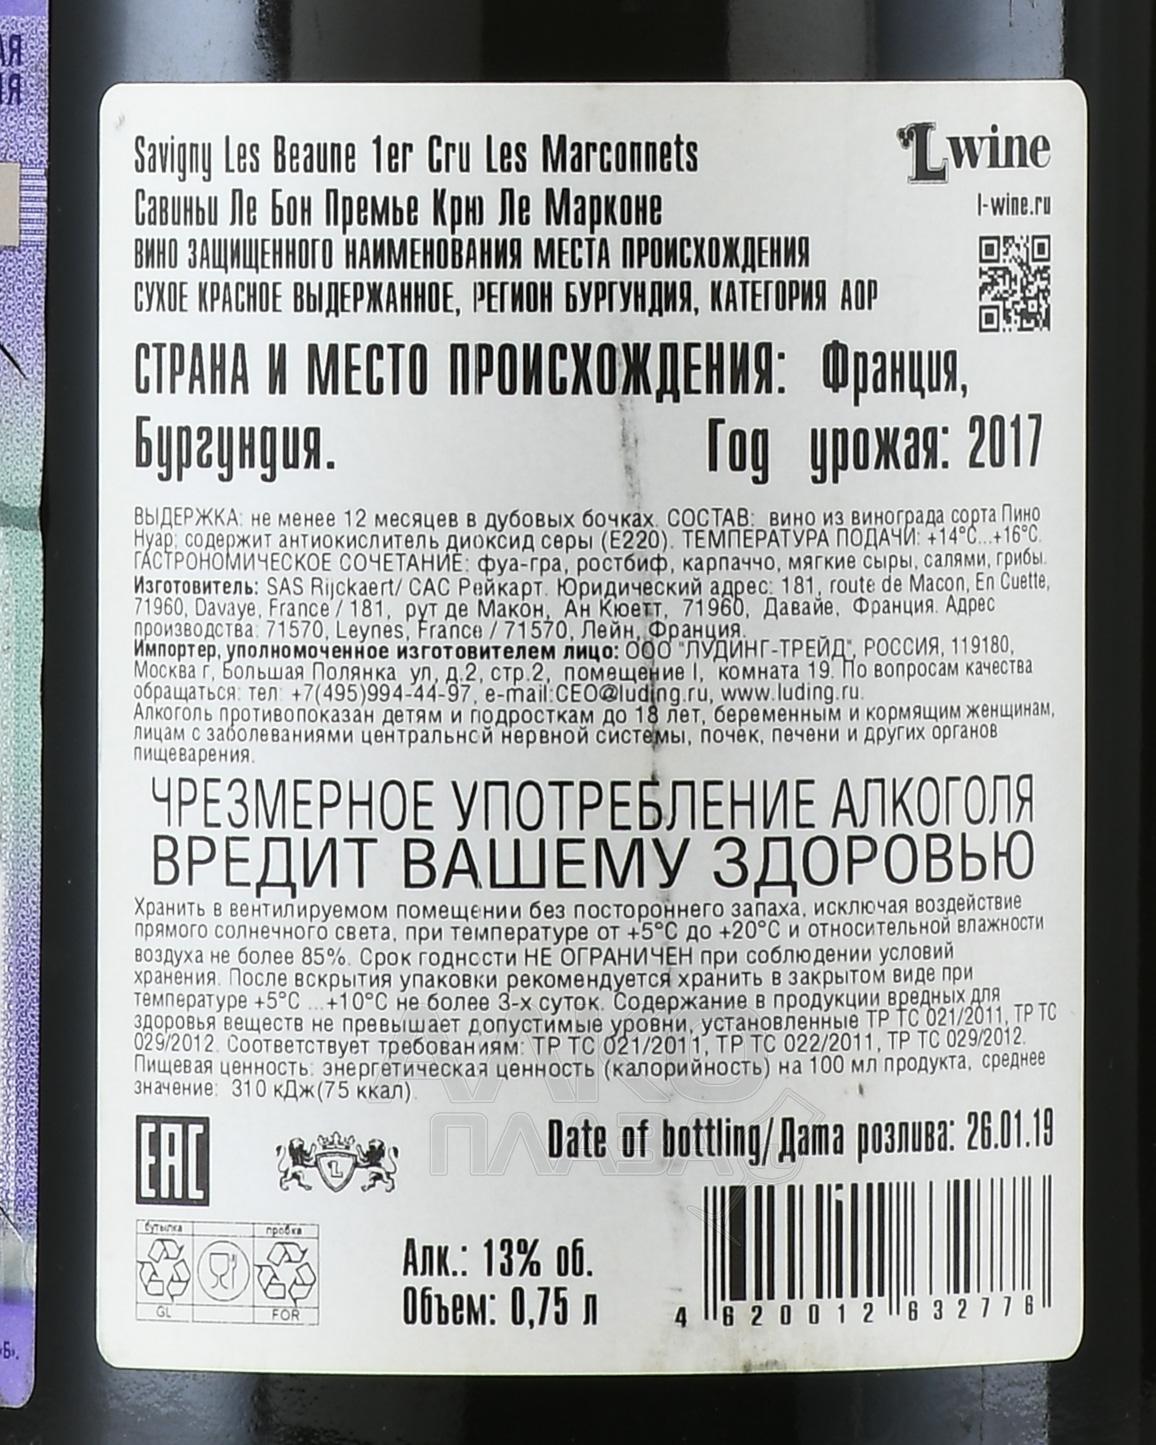 Savigny Les Beaune 1er Cru Les Marconnets
Lwine
Савиньи Ле Бон Премье Крю Ле Марконе
l-wine.ru
ВИНО ЗАЩИЩЕННОГО НАИМЕНОВАНИЯ МЕСТА ПРОИСХОЖДЕНИЯ
СУХОЕ КРАСНОЕ ВЫДЕРЖАННОЕ, РЕГИОН БУРГУНДИЯ, КАТЕГОРИЯ АОР
СТРАНА И МЕСТО ПРОИСХОЖДЕНИЯ: Франция,
Бургундия. Год урожая: 2017
ВЫДЕРЖКА: не менее 12 месяцев в дубовых бочках. СОСТАВ: вино из винограда сорта Пино
Нуар; содержит антиокислитель диоксид серы (Е220). ТЕМПЕРАТУРА ПОДАЧИ: +14°С...+16°С.
ГАСТРОНОМИЧЕСКОЕ СОЧЕТАНИЕ: фуа-гра, ростбиф, карпаччо, мягкие сыры, салями, грибы.
Изготовитель: SAS Rijckaert/ САС Рейкарт. Юридический адрес: 181, route de Macon, En Cuette,
71960, Davaye, France / 181, рут де Макон, Ан Кюетт, 71960, Давайе, Франция. Адрес
производства: 71570, Leynes, France / 71570, Лейн, Франция.
Импортер, уполномоченное изготовителем лицо: ООО "ЛУДИНГ-ТРЕЙД", РОССИЯ, 119180,
Москва г, Большая Полянка ул, д.2, стр.2, помещение I, комната 19. По вопросам качества
обращаться: тел: +7(495)994-44-97, e-mail:CEO@luding.ru, www.luding.ru.
Алкоголь противопоказан детям и подросткам до 18 лет, беременным и кормящим женщинам,
лицам с заболеваниями центральной нервной системы, почек, печени и других органов
пищеварения.
ЧРЕЗМЕРНОЕ УПОТРЕБЛЕНИЕ АЛКОГОЛЯ
ВРЕДИТ ВАШЕМУ ЗДОРОВЬЮ
Хранить в вентилируемом помещении без постороннего запаха, исключая воздействие
прямого солнечного света, при температуре от +5°С до +20°С и относительной влажности
воздуха не более 85%. Срок годности НЕ ОГРАНИЧЕН при соблюдении условий
хранения. После вскрытия упаковки рекомендуется хранить в закрытом виде при
температуре +5°С ...+10°С не более 3-х суток. Содержание в продукции вредных для
здоровья веществ не превышает допустимые уровни, установленные ТР ТС 021/2011, ТР ТС
029/2012. Соответствует требованиям: ТР ТС 021/2011, ТР ТС 022/2011, ТР ТС 029/2012.
Пищевая ценность: энергетическая ценность (калорийность) на 100 мл продукта, среднее
значение: 310 кДж(75 ккал).
АЛКО
ПЛАЗА
EAC
L
Date of bottling/Дата розлива: 26.01.19
бутылка пробка
GL FOR
Алк.: 13% об.
Объем: 0,75 л
4 620012 632776